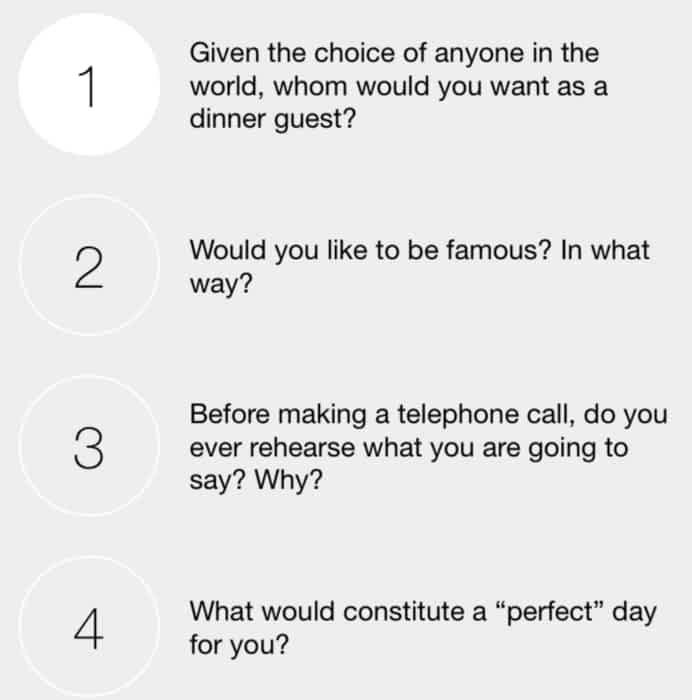 1
Given the choice of anyone in the
world, whom would you want as a
dinner guest?
2
Would you like to be famous? In what
way?
3
Before making a telephone call, do you
ever rehearse what you are going to
say? Why?
4
What would constitute a “perfect” day
for you?